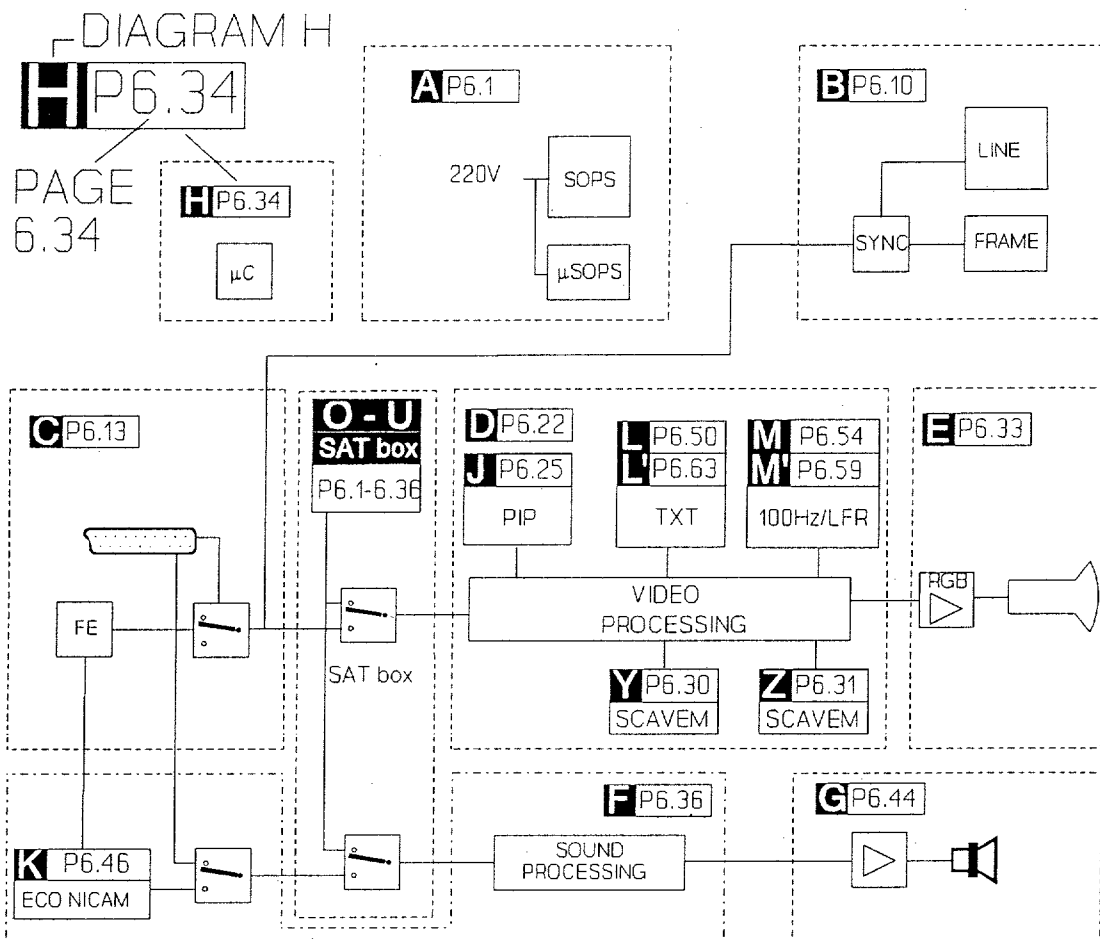 DIAGRAM H
H P6.34
PAGE
6.34
H P6.34
μC
A P6.1
220V
SOPS
μSOPS
B P6.10
LINE
SYNC
FRAME
C P6.13
FE
O - U
SAT box
P6.1-6.36
SAT box
D P6.22
J P6.25
PIP
L P6.50
L' P6.63
TXT
M P6.54
M' P6.59
100Hz/LFR
VIDEO
PROCESSING
Y P6.30
SCAVEM
Z P6.31
SCAVEM
E P6.33
RGB
K P6.46
ECO NICAM
F P6.36
SOUND
PROCESSING
G P6.44